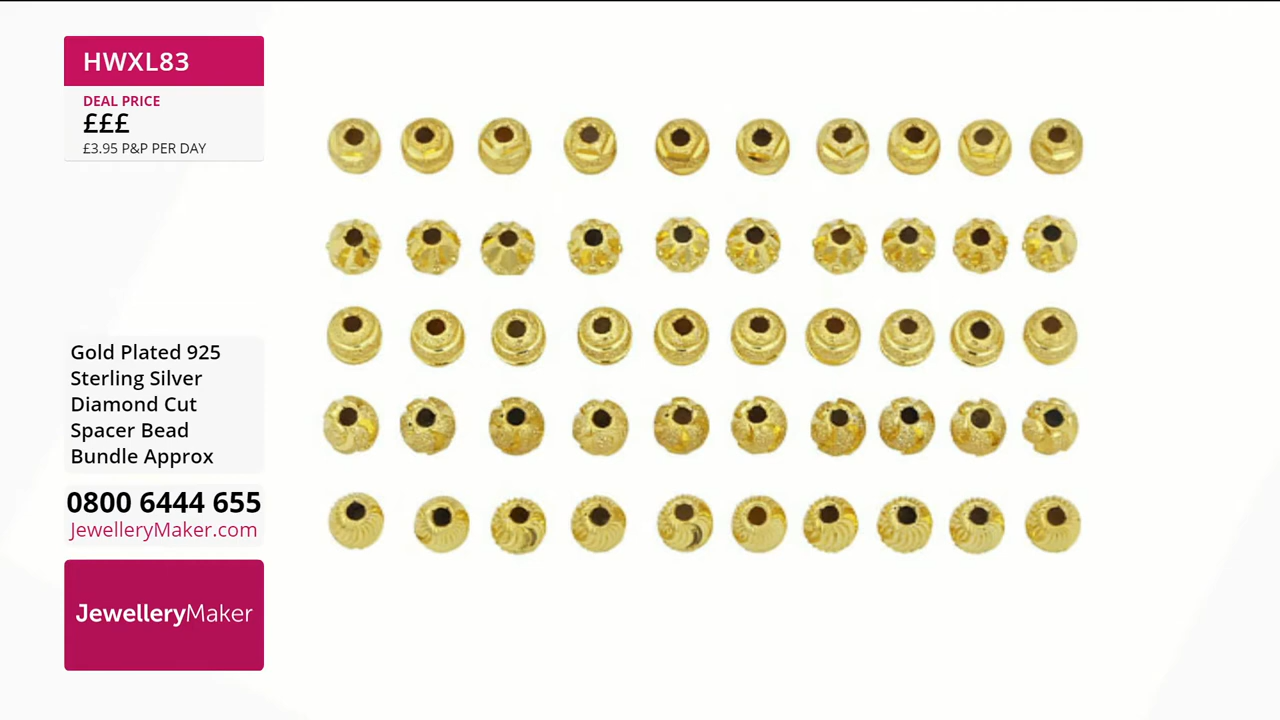 HWXL83
DEAL PRICE
£££
£3.95 P&P PER DAY
Gold Plated 925
Sterling Silver
Diamond Cut
Spacer Bead
Bundle Approx
0800 6444 655
JewelleryMaker.com
JewelleryMaker